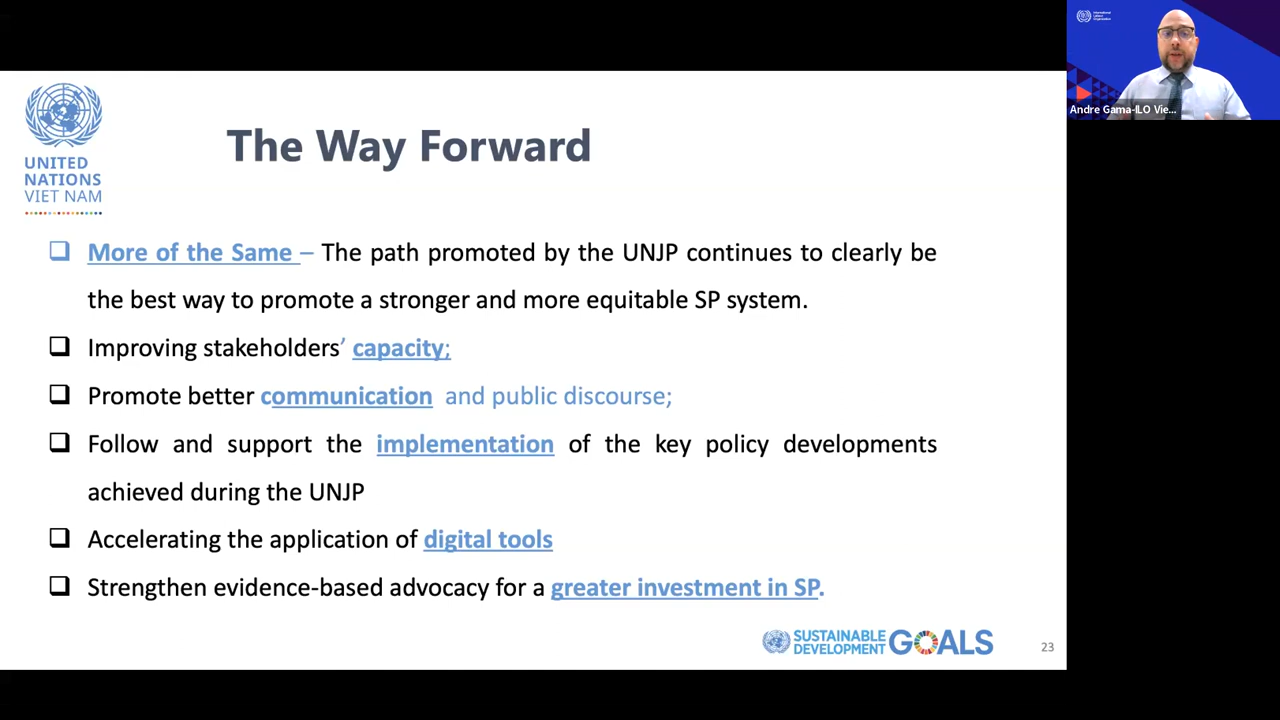 International
Labour
Organization
Andre Gama-ILO Vie...
UNITED
NATIONS
VIET NAM
The Way Forward
More of the Same – The path promoted by the UNJP continues to clearly be
the best way to promote a stronger and more equitable SP system.
Improving stakeholders’ capacity;
Promote better communication and public discourse;
Follow and support the implementation of the key policy developments
achieved during the UNJP
Accelerating the application of digital tools
Strengthen evidence-based advocacy for a greater investment in SP.
SUSTAINABLE
DEVELOPMENT GOALS
23